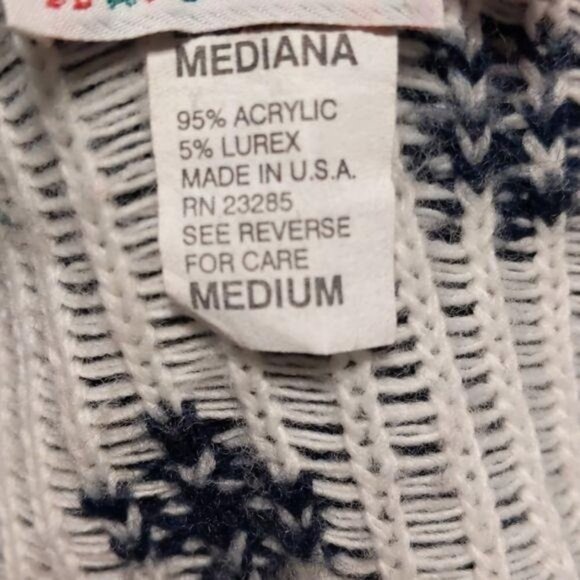 MEDIANA
95% ACRYLIC
5% LUREX
MADE IN U.S.A.
RN 23285
SEE REVERSE
FOR CARE
MEDIUM